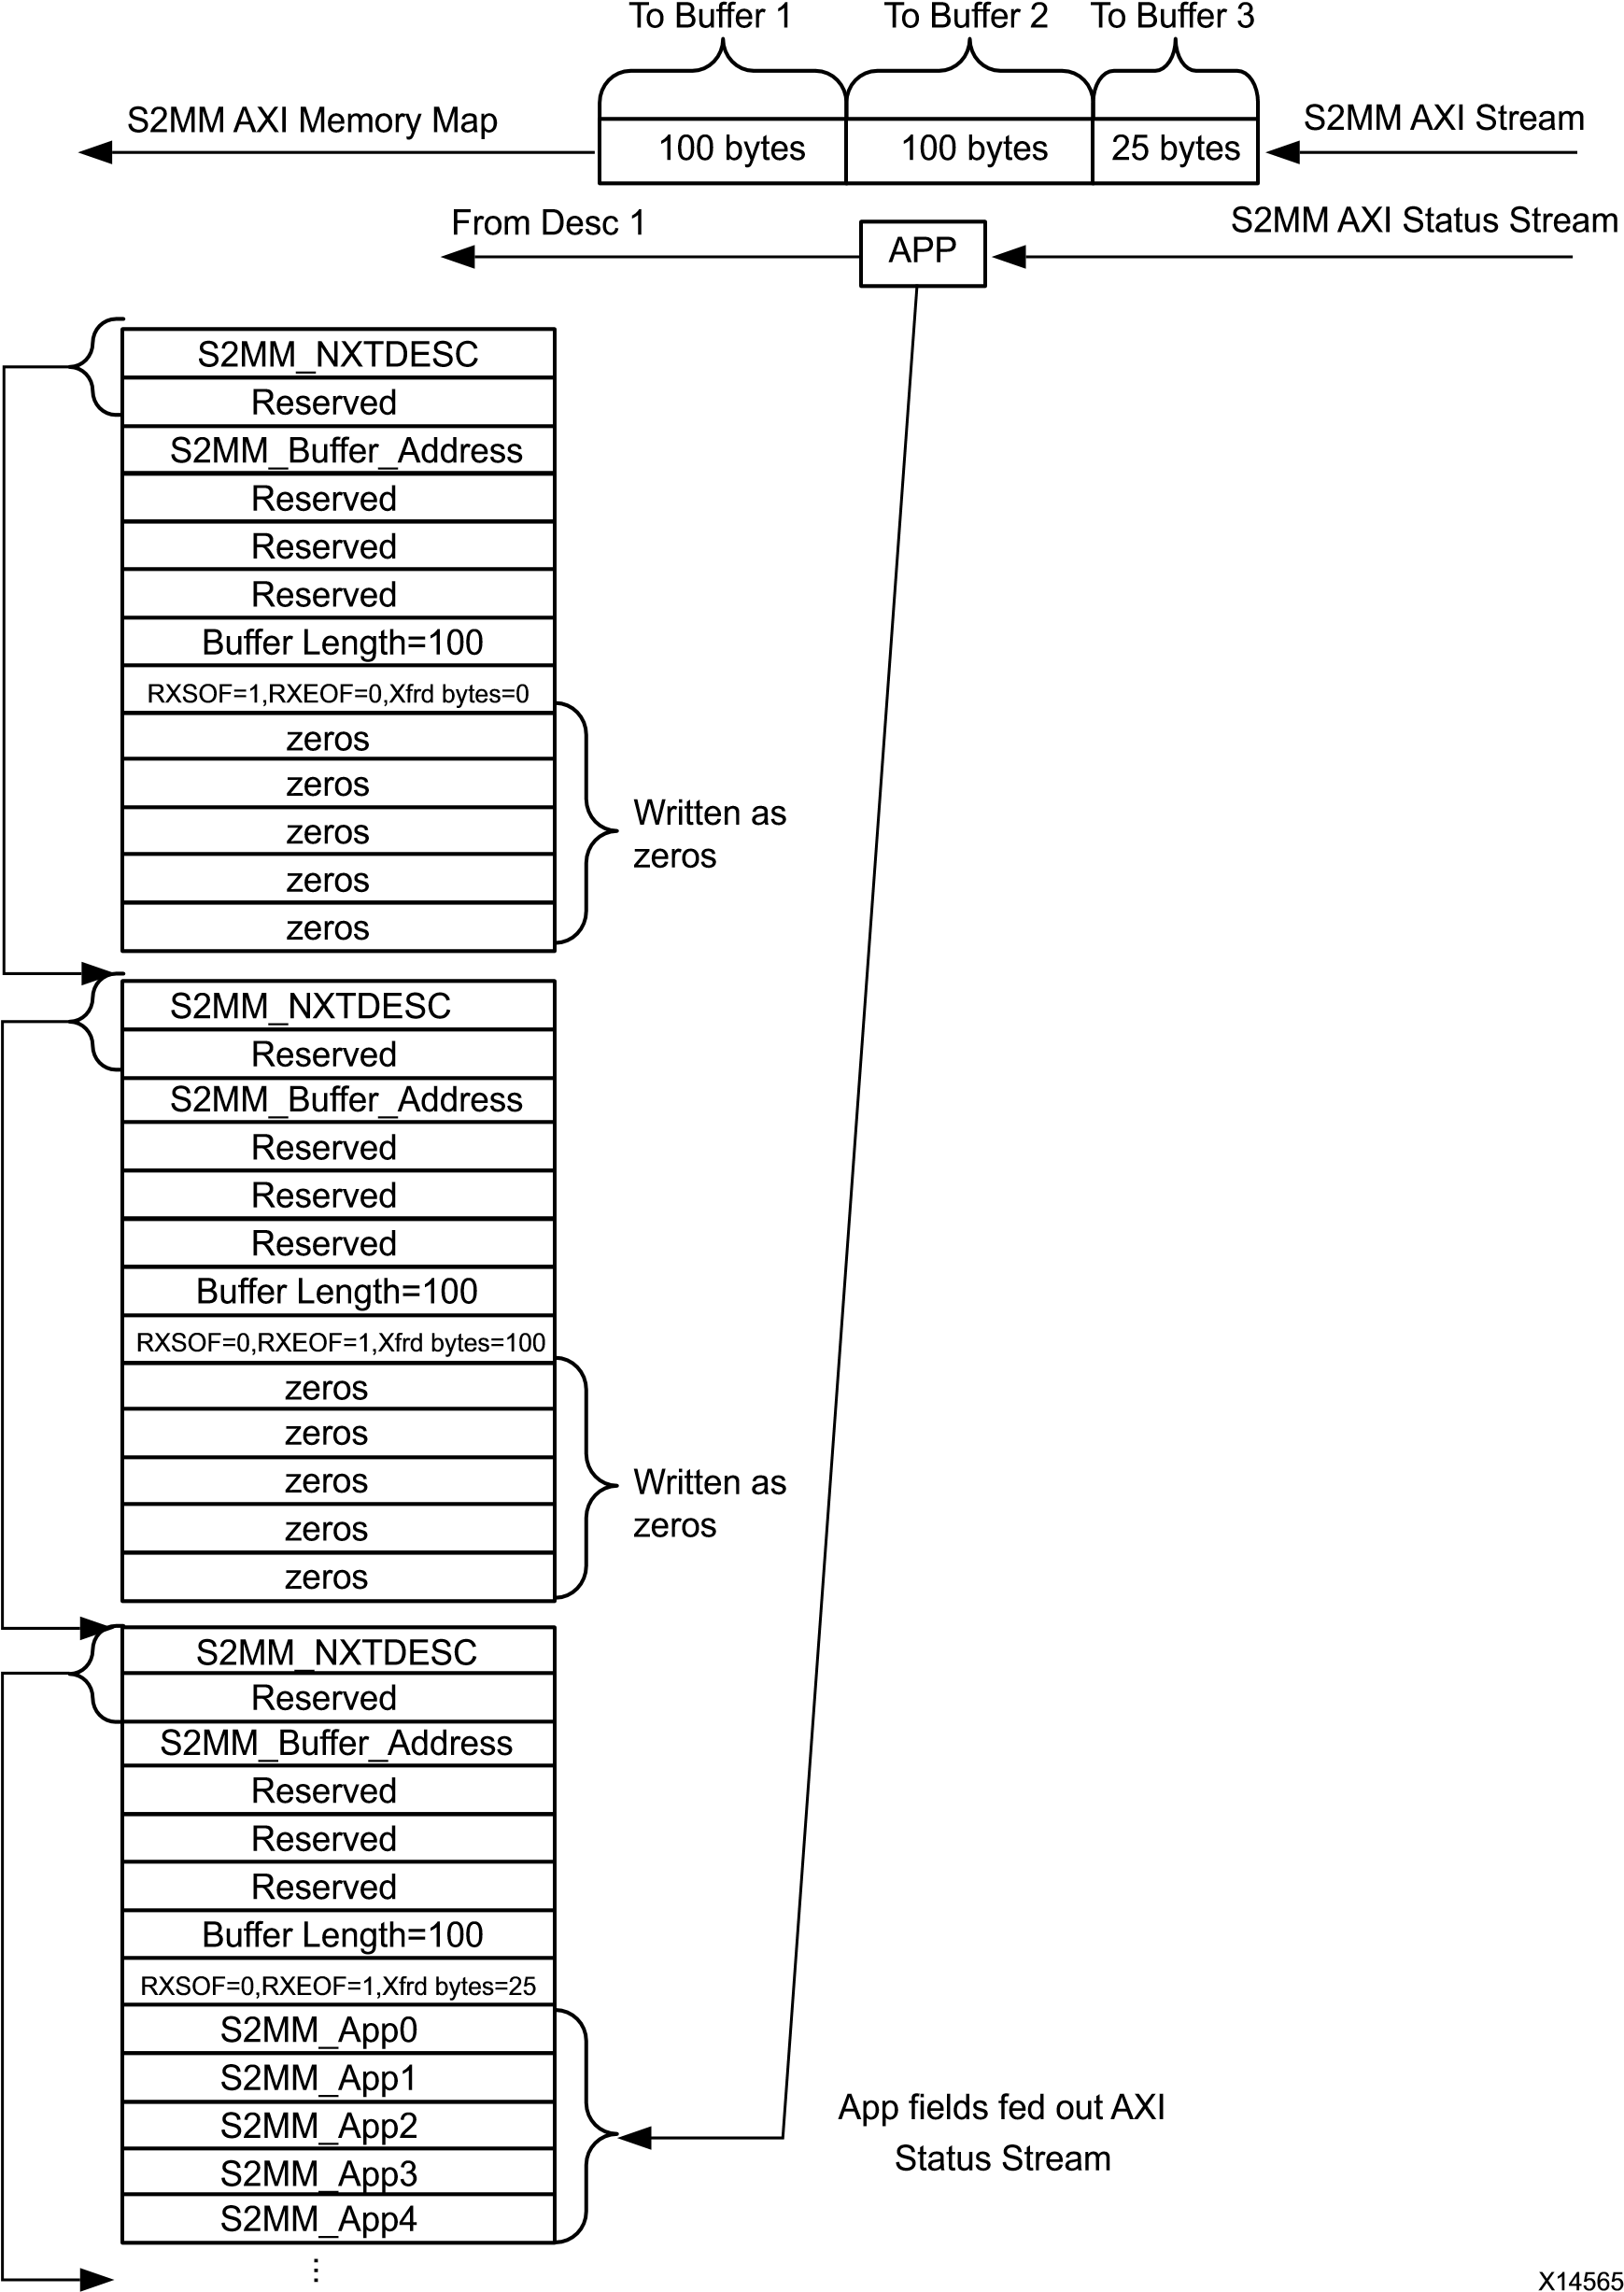 To Buffer 1
To Buffer 2
To Buffer 3
S2MM AXI Memory Map
100 bytes
100 bytes
25 bytes
S2MM AXI Stream
From Desc 1
APP
S2MM AXI Status Stream
S2MM_NXTDESC
Reserved
S2MM_Buffer_Address
Reserved
Reserved
Reserved
Buffer Length=100
RXSOF=1,RXEOF=0,Xfrd bytes=0
zeros
zeros
zeros
zeros
zeros
Written as
zeros
S2MM_NXTDESC
Reserved
S2MM_Buffer_Address
Reserved
Reserved
Reserved
Buffer Length=100
RXSOF=0,RXEOF=1,Xfrd bytes=100
zeros
zeros
zeros
zeros
zeros
Written as
zeros
S2MM_NXTDESC
Reserved
S2MM_Buffer_Address
Reserved
Reserved
Reserved
Buffer Length=100
RXSOF=0,RXEOF=1,Xfrd bytes=25
S2MM_App0
S2MM_App1
S2MM_App2
S2MM_App3
S2MM_App4
App fields fed out AXI
Status Stream
...
X14565